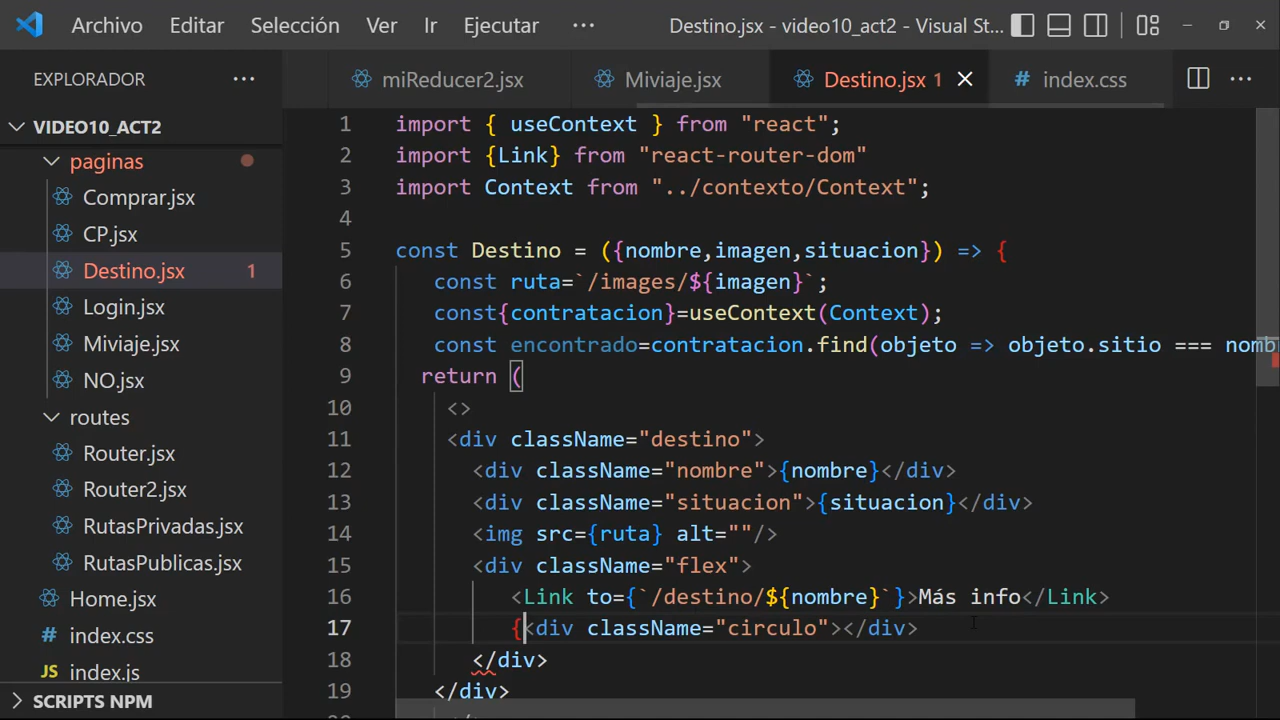 Archivo Editar Selección Ver Ir Ejecutar ··· Destino.jsx - video10_act2 - Visual St...
EXPLORADOR ···
miReducer2.jsx Miviaje.jsx Destino.jsx 1 # index.css ···
VIDEO10_ACT2
paginas
Comprar.jsx
CP.jsx
Destino.jsx 1
Login.jsx
Miviaje.jsx
NO.jsx
routes
Router.jsx
Router2.jsx
RutasPrivadas.jsx
RutasPublicas.jsx
Home.jsx
index.css
JS index.js
SCRIPTS NPM
1 import { useContext } from "react";
2 import {Link} from "react-router-dom"
3 import Context from "../contexto/Context";
4
5 const Destino = ({nombre,imagen,situacion}) => {
6 const ruta=`/images/${imagen}`;
7 const{contratacion}=useContext(Context);
8 const encontrado=contratacion.find(objeto => objeto.sitio === nomb
9 return (
10 <>
11 <div className="destino">
12 <div className="nombre">{nombre}</div>
13 <div className="situacion">{situacion}</div>
14 <img src={ruta} alt=""/>
15 <div className="flex">
16 <Link to={`/destino/${nombre}`}>Más info</Link>
17 {<div className="circulo"></div>
18 </div>
19 </div>